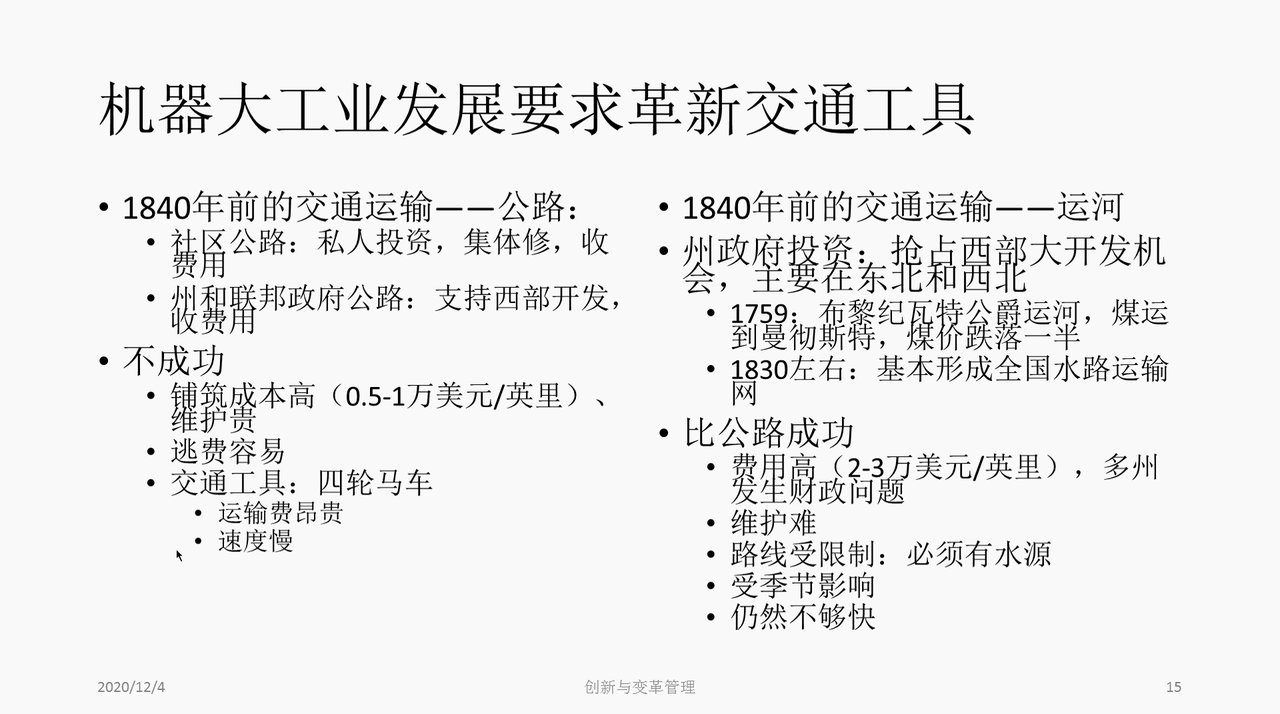 机器大工业发展要求革新交通工具
• 1840年前的交通运输——公路：
• 社区公路：私人投资，集体修，收
费用
• 州和联邦政府公路：支持西部开发，
收费用
• 不成功
• 铺筑成本高（0.5-1万美元/英里）、
维护贵
• 逃费容易
• 交通工具：四轮马车
• 运输费昂贵
• 速度慢
• 1840年前的交通运输——运河
• 州政府投资：抢占西部大开发机
会，主要在东北和西北
• 1759：布黎纪瓦特公爵运河，煤运
到曼彻斯特，煤价跌落一半
• 1830左右：基本形成全国水路运输
网
• 比公路成功
• 费用高（2-3万美元/英里），多州
发生财政问题
• 维护难
• 路线受限制：必须有水源
• 受季节影响
• 仍然不够快
2020/12/4
创新与变革管理
15